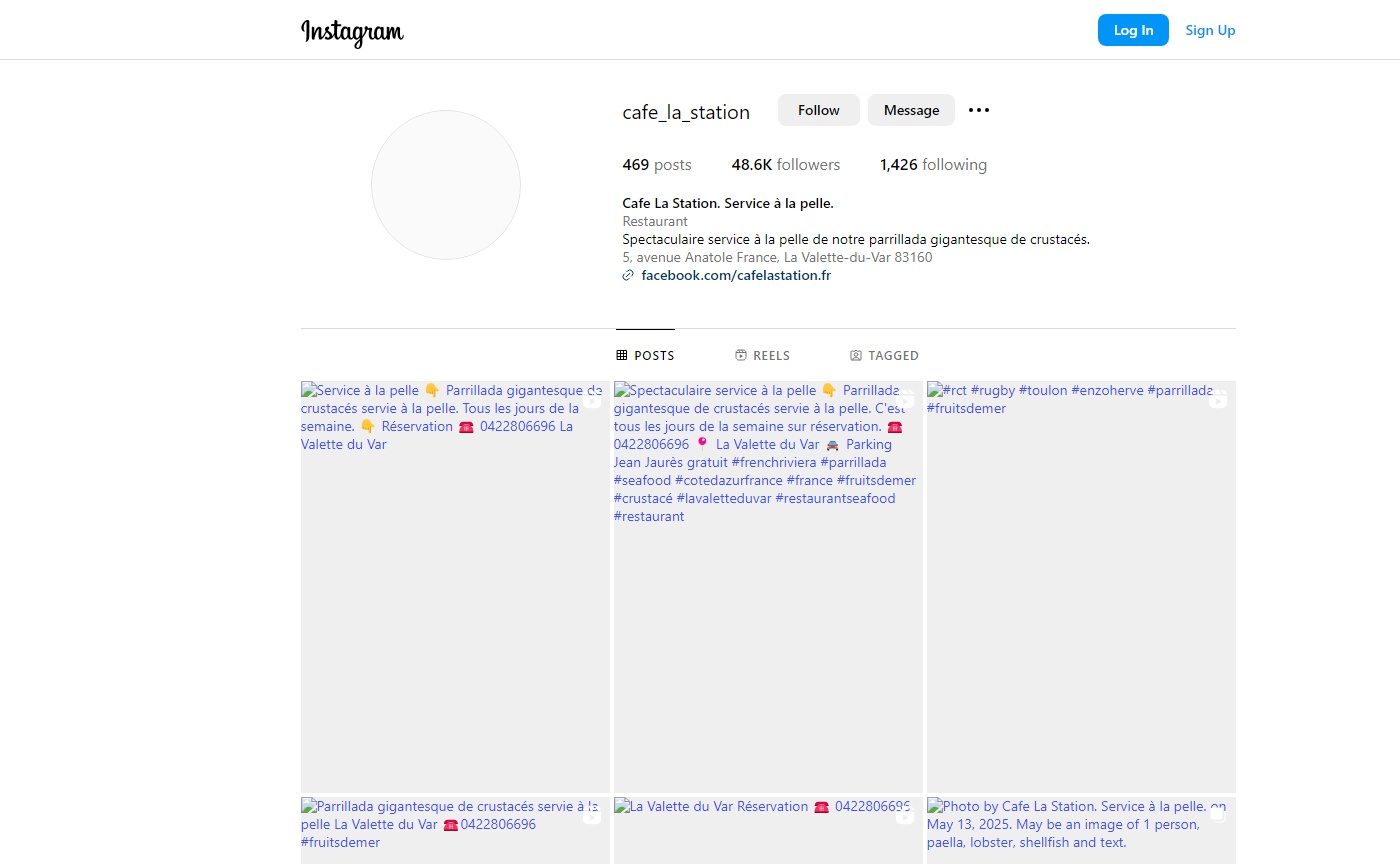 Instagram
Log In
Sign Up
cafe_la_station
Follow
Message
469 posts
48.6K followers
1,426 following
Cafe La Station. Service à la pelle.
Restaurant
Spectaculaire service à la pelle de notre parrillada gigantesque de crustacés.
5, avenue Anatole France, La Valette-du-Var 83160
facebook.com/cafelastation.fr
POSTS
REELS
TAGGED
Service à la pelle 👇 Parrillada gigantesque de
crustacés servie à la pelle. Tous les jours de la
semaine. 👇 Réservation ☎️ 0422806696 La
Valette du Var
Spectaculaire service à la pelle 👇 Parrillada
gigantesque de crustacés servie à la pelle. C'est
tous les jours de la semaine sur réservation. ☎️
0422806696 📍 La Valette du Var 🚘 Parking
Jean Jaurès gratuit #frenchriviera #parrillada
#seafood #cotedazurfrance #france #fruitsdemer
#crustacé #lavaletteduvar #restaurantseafood
#restaurant
#rct #rugby #toulon #enzoherve #parrillada
#fruitsdemer
Parrillada gigantesque de crustacés servie à la
pelle La Valette du Var ☎️0422806696
#fruitsdemer
La Valette du Var Réservation ☎️ 0422806696
Photo by Cafe La Station. Service à la pelle. on
May 13, 2025. May be an image of 1 person,
paella, lobster, shellfish and text.